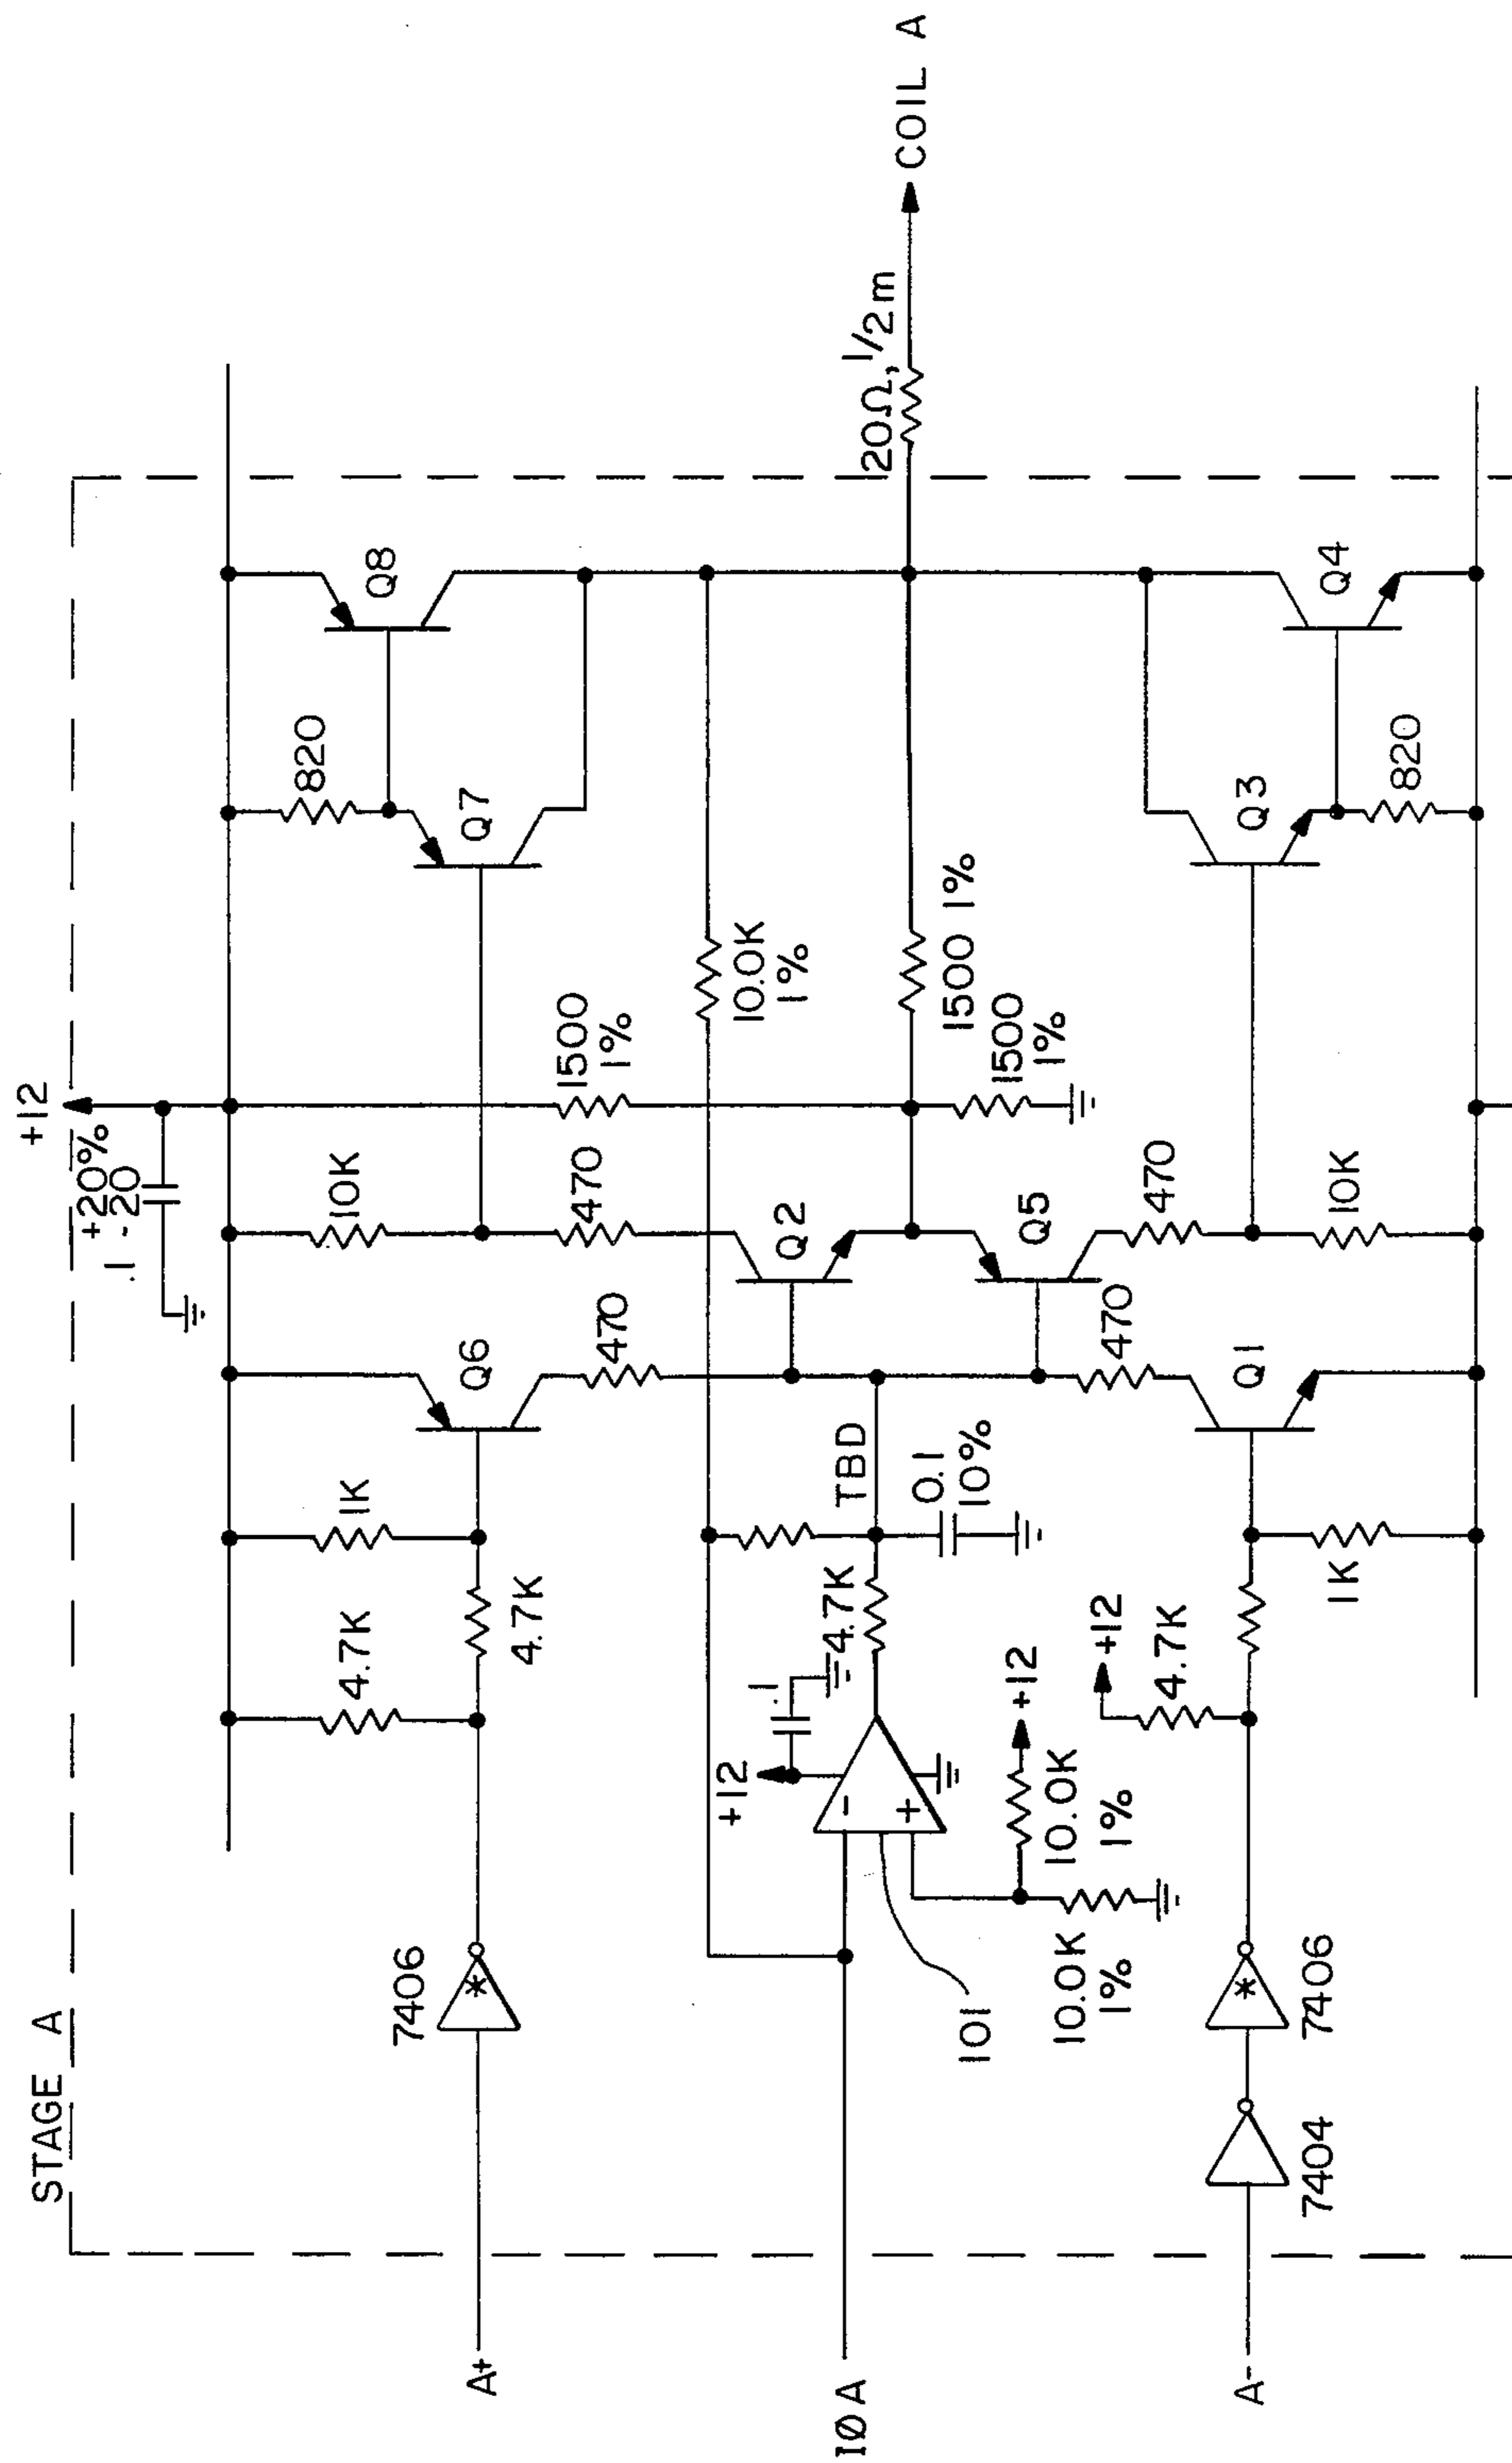 STAGE A
+12
+20%
.1 -20
A+
7406
4.7K
4.7K
1K
Q6
470
10K
470
1500
1%
820
Q7
Q8
10.0K
1%
10A
101
+12
.1
4.7K
TBD
0.1
10%
Q2
Q5
1500 1%
1500
1%
20Ω, 1/2m
COIL A
10.0K
1%
10.0K
1%
+12
A-
7404
7406
+12
4.7K
1K
Q1
470
470
10K
Q3
820
Q4